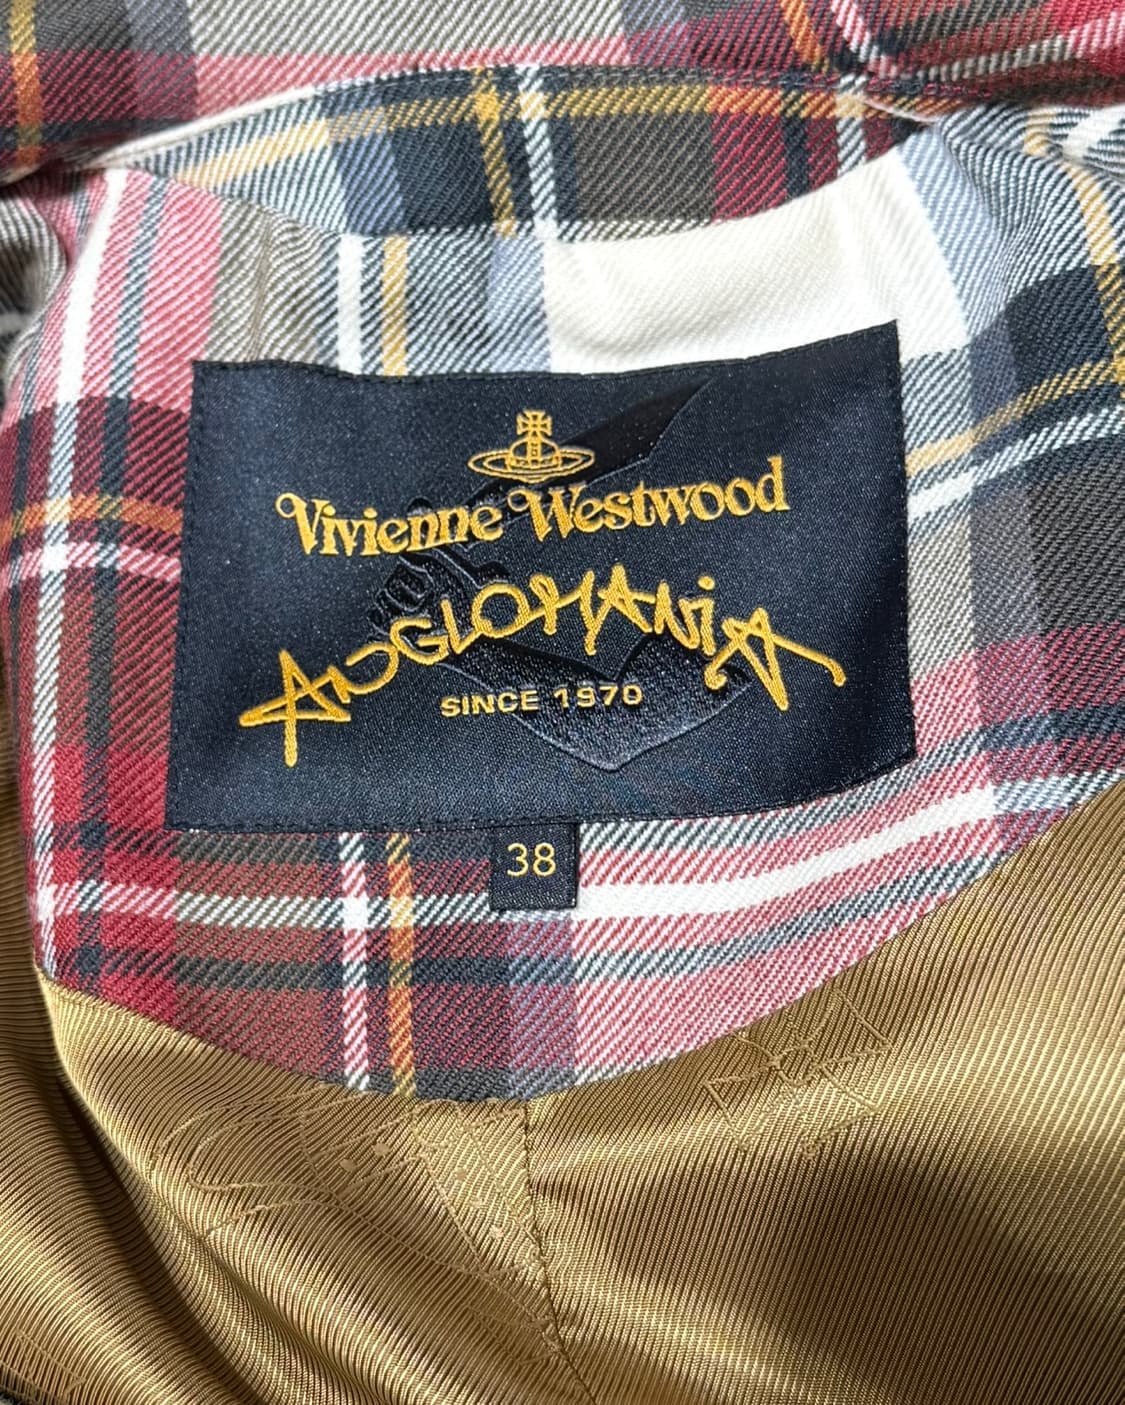 Vivienne Westwood
ANGLOMANiA
SINCE 1970
38